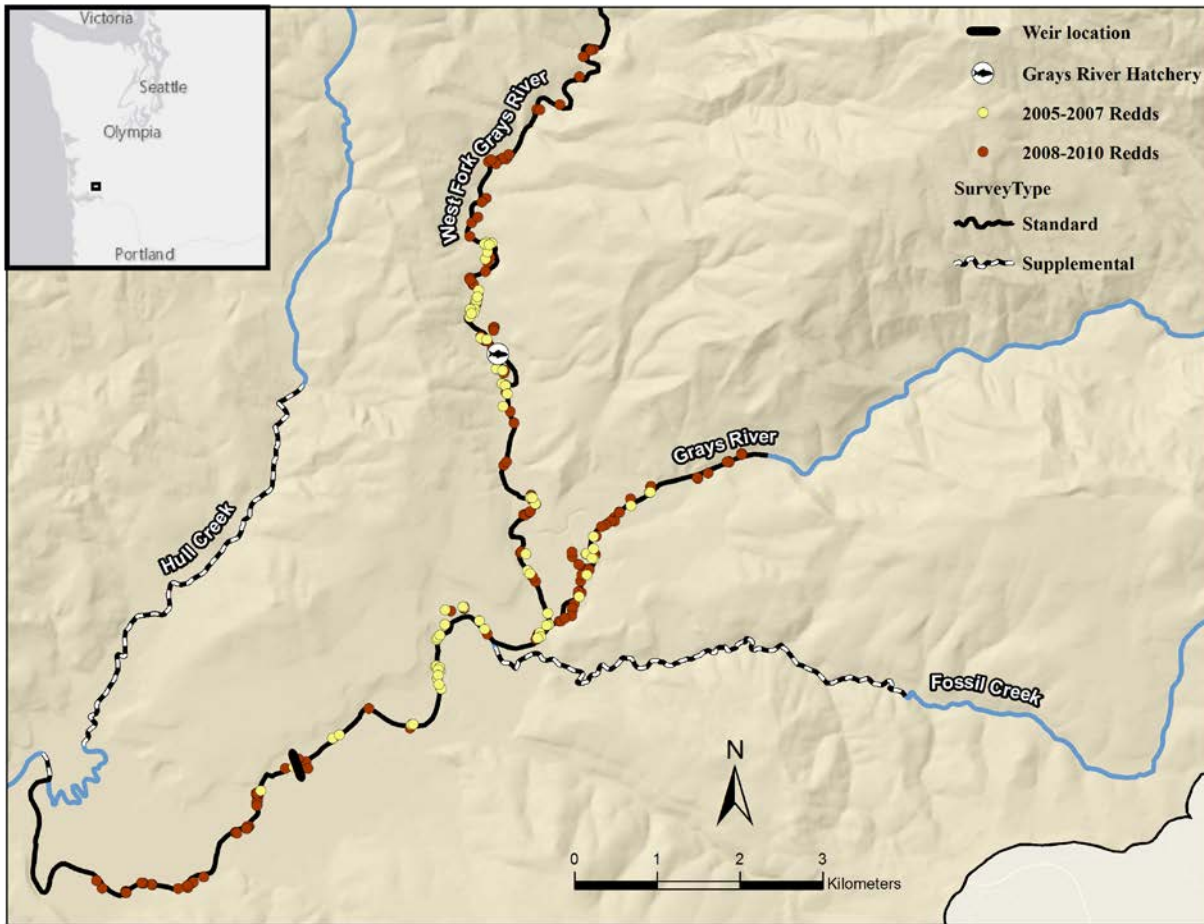 Victoria
Seattle
Olympia
Portland
Weir location
Grays River Hatchery
2005-2007 Redds
2008-2010 Redds
SurveyType
Standard
Supplemental
West Fork Grays River
Grays River
Hull Creek
Fossil Creek
N
0 1 2 3
Kilometers